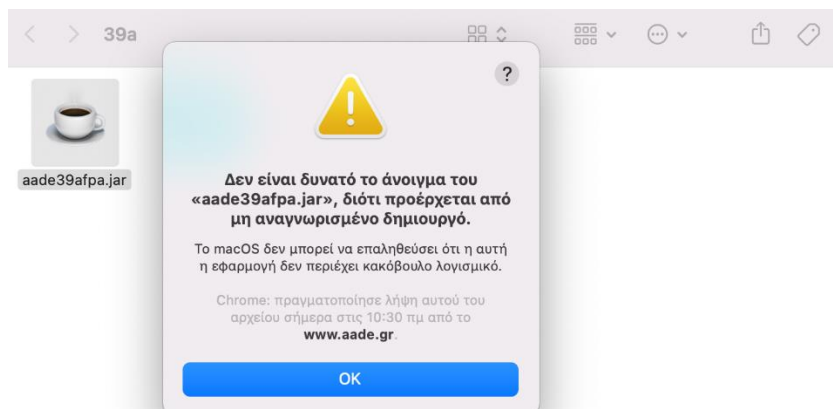 39a
?
aade39afpa.jar
Δεν είναι δυνατό το άνοιγμα του
«aade39afpa.jar», διότι προέρχεται από
μη αναγνωρισμένο δημιουργό.
Το macOS δεν μπορεί να επαληθεύσει ότι η αυτή
η εφαρμογή δεν περιέχει κακόβουλο λογισμικό.
Chrome: πραγματοποίησε λήψη αυτού του
αρχείου σήμερα στις 10:30 πμ από το
www.aade.gr.
OK